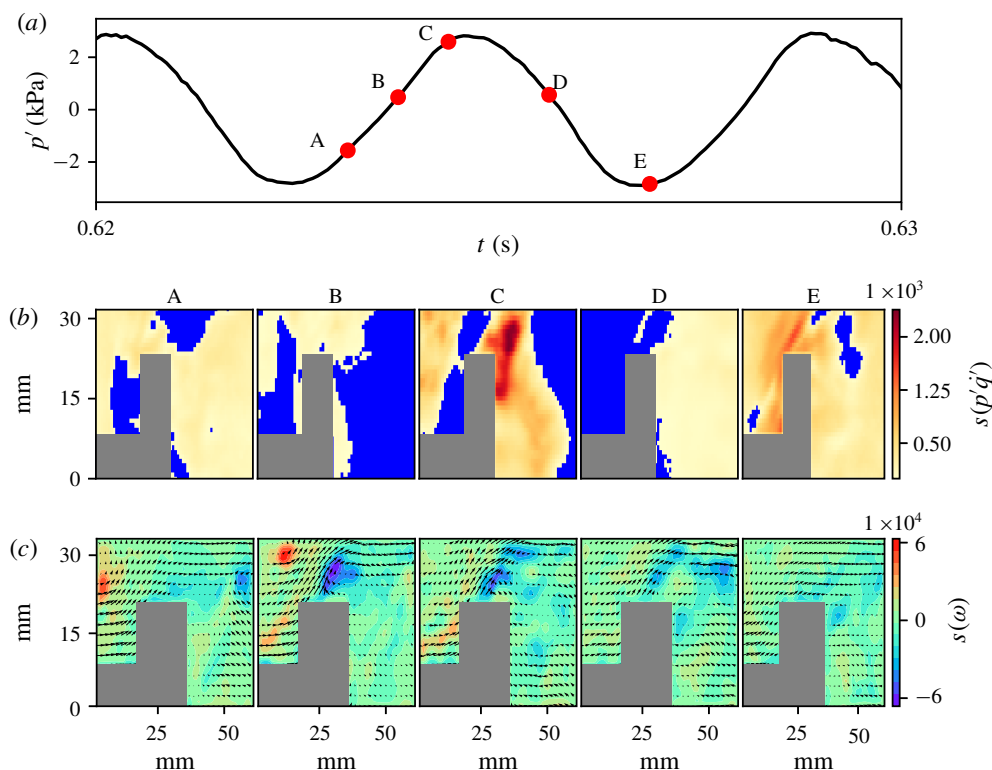 (a)
p′ (kPa)
2
0
−2
A
B
C
D
E
0.62
0.63
t (s)
A
B
C
D
E
(b)
mm
30
15
0
1 × 10³
2.00
1.25
0.50
s(p′q̇′)
(c)
mm
30
15
0
1 × 10⁴
6
0
−6
s(ω)
25
50
25
50
25
50
25
50
25
50
mm
mm
mm
mm
mm